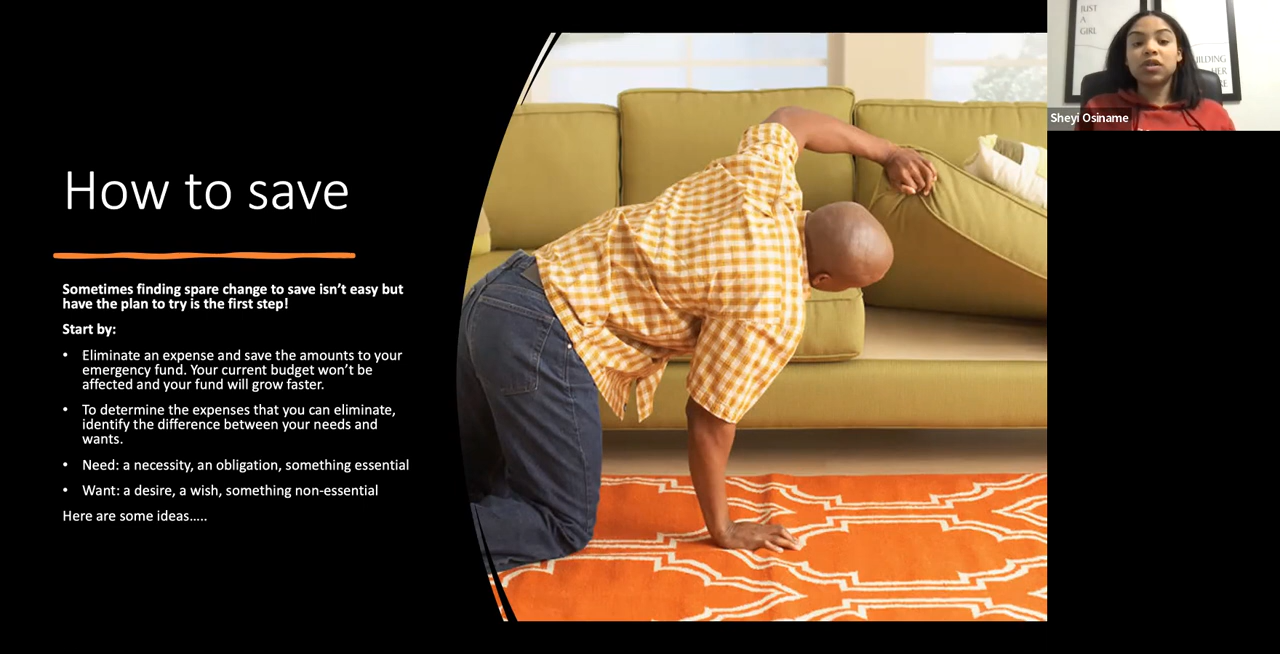 How to save
Sometimes finding spare change to save isn't easy but
have the plan to try is the first step!
Start by:
• Eliminate an expense and save the amounts to your
emergency fund. Your current budget won't be
affected and your fund will grow faster.
• To determine the expenses that you can eliminate,
identify the difference between your needs and
wants.
• Need: a necessity, an obligation, something essential
• Want: a desire, a wish, something non-essential
Here are some ideas.....
JUST
A
GIRL
ILDING
HER
RE
Sheyi Osiname